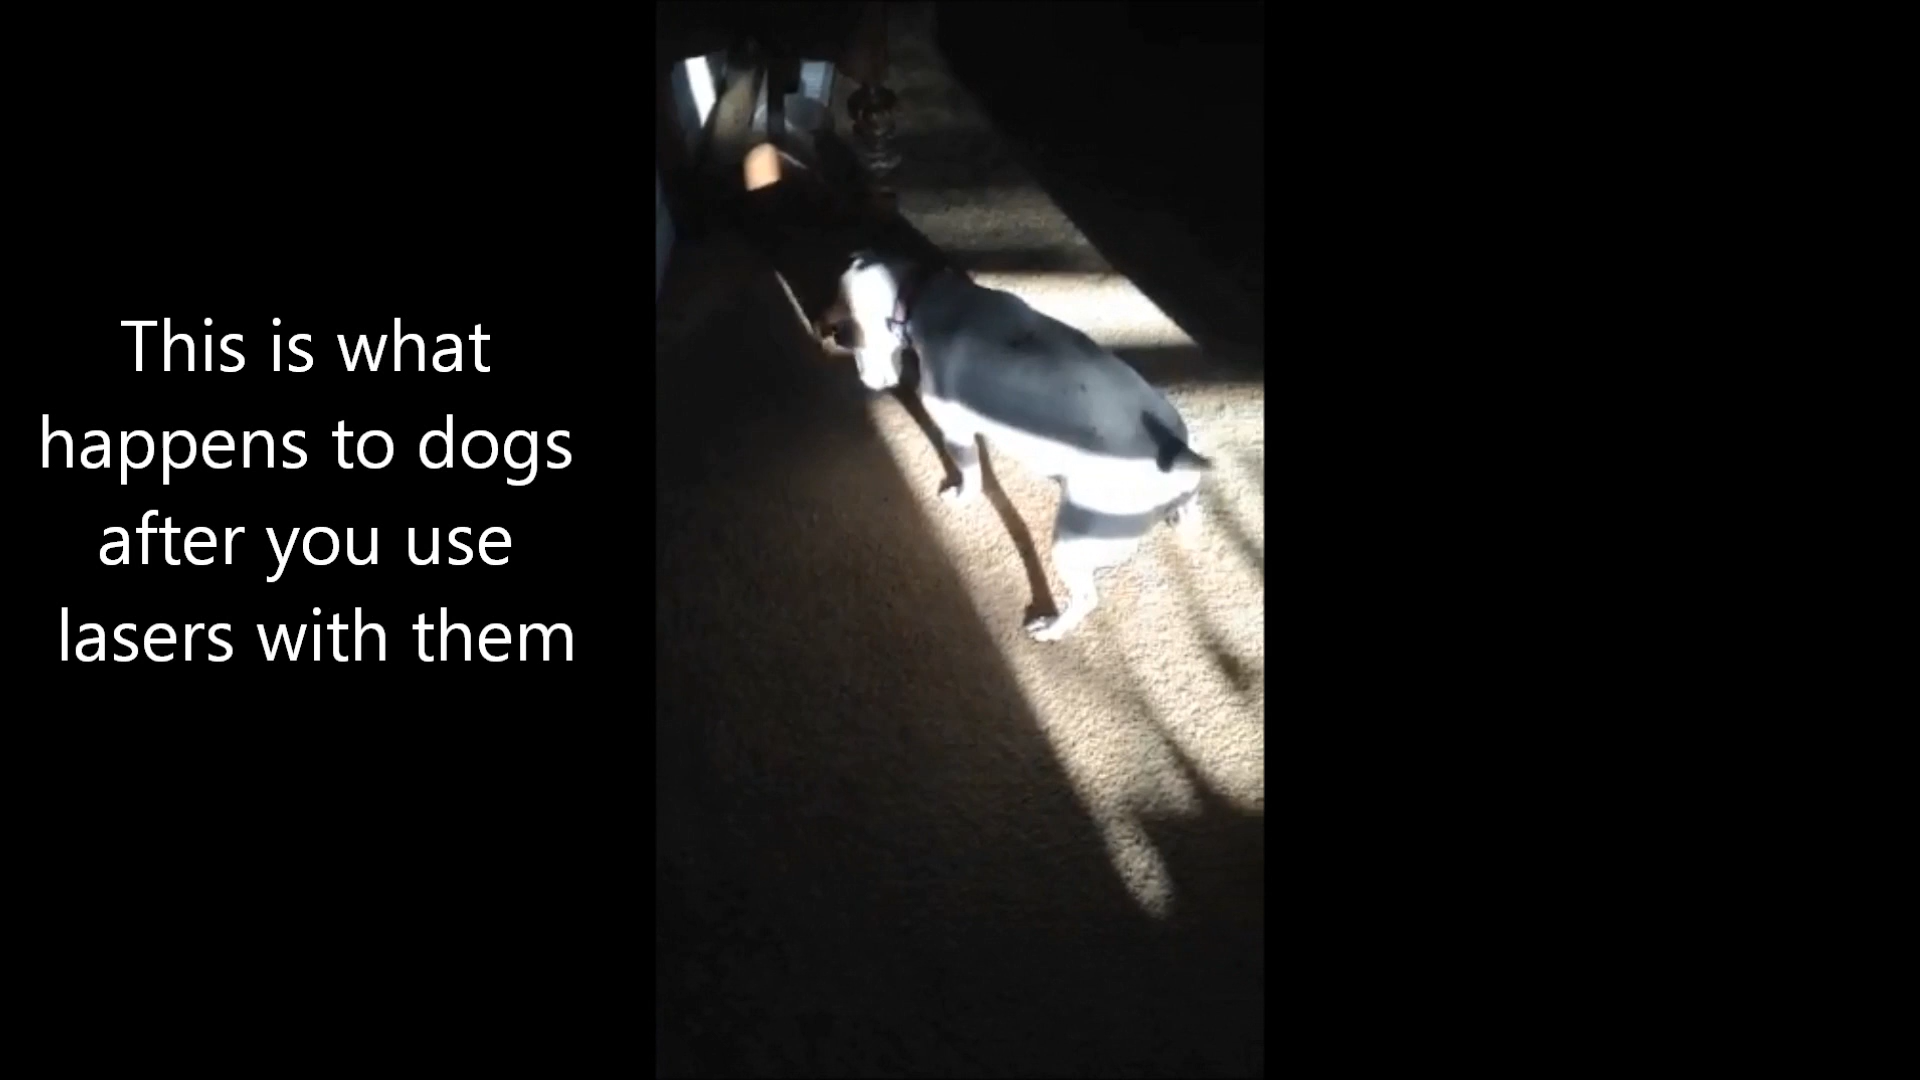 This is what
happens to dogs
after you use
lasers with them